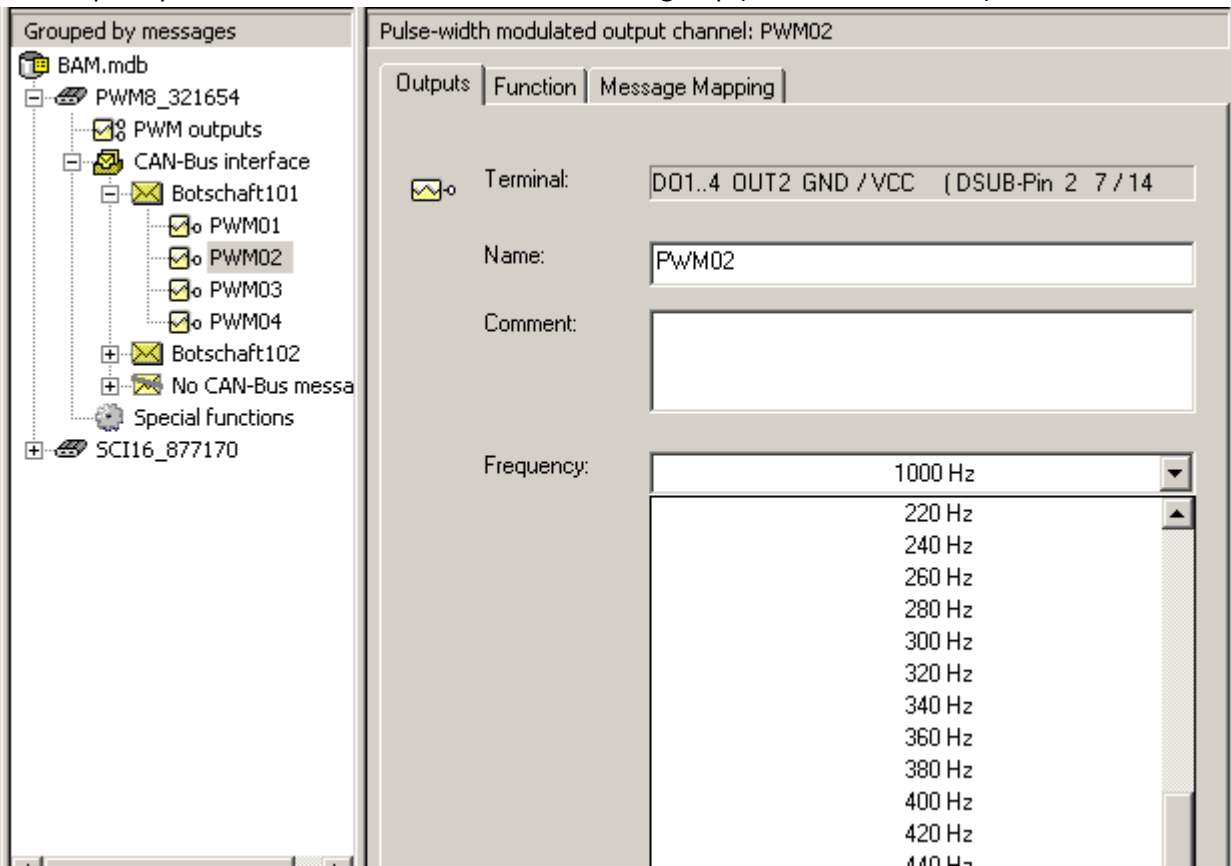 Grouped by messages
BAM.mdb
PWM8_321654
PWM outputs
CAN-Bus interface
Botschaft101
PWM01
PWM02
PWM03
PWM04
Botschaft102
No CAN-Bus messa
Special functions
SCI16_877170
Pulse-width modulated output channel: PWM02
Outputs Function Message Mapping
Terminal: DO1..4 OUT2 GND / VCC ( DSUB-Pin 2 7 / 14
Name: PWM02
Comment:
Frequency: 1000 Hz
220 Hz
240 Hz
260 Hz
280 Hz
300 Hz
320 Hz
340 Hz
360 Hz
380 Hz
400 Hz
420 Hz
440 Hz